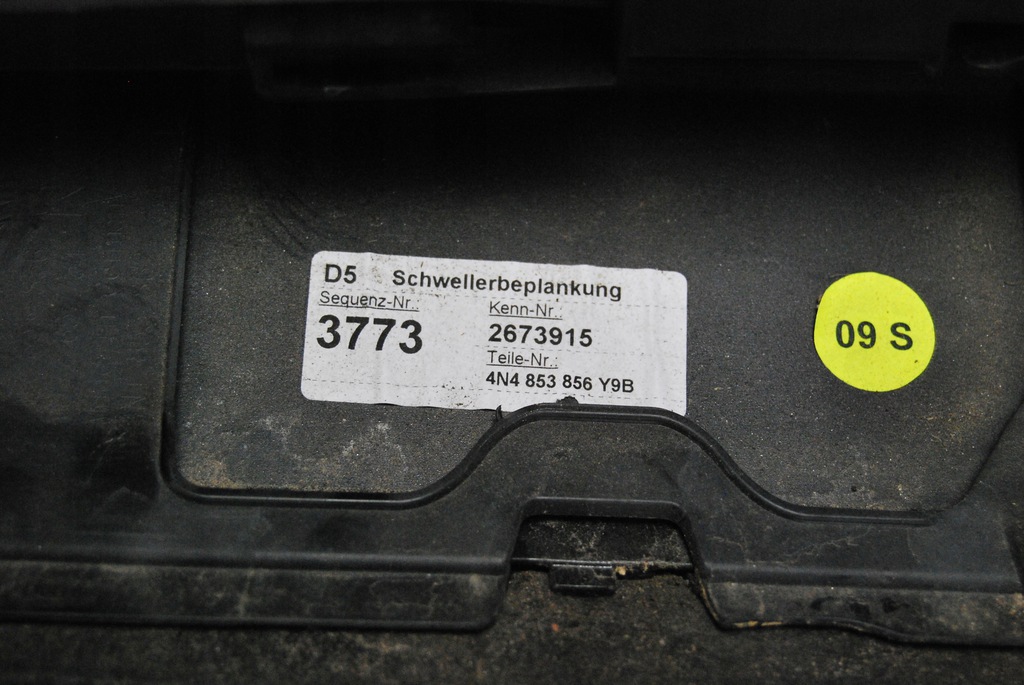 D5 Schwellerbeplankung
Sequenz-Nr.:
3773
Kenn-Nr.:
2673915
Teile-Nr.:
4N4 853 856 Y9B
09 S